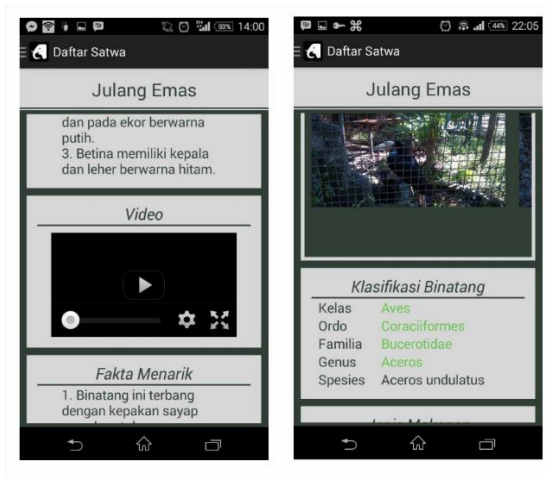 93% 14:00
Daftar Satwa
Julang Emas
dan pada ekor berwarna
putih.
3. Betina memiliki kepala
dan leher berwarna hitam.
Video
Fakta Menarik
1. Binatang ini terbang
dengan kepakan sayap
44% 22:05
Daftar Satwa
Julang Emas
Klasifikasi Binatang
Kelas Aves
Ordo Coraciiformes
Familia Bucerotidae
Genus Aceros
Spesies Aceros undulatus